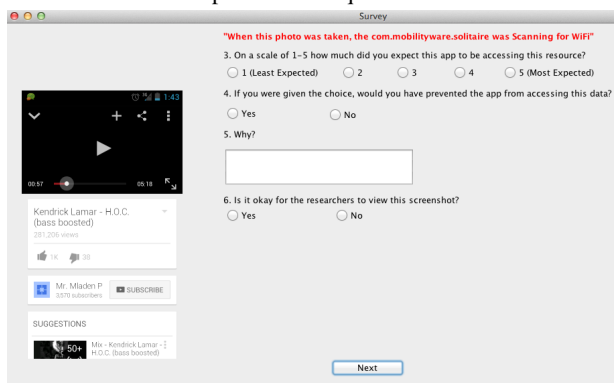 Survey
"When this photo was taken, the com.mobilityware.solitaire was Scanning for WiFi"
3. On a scale of 1-5 how much did you expect this app to be accessing this resource?
1 (Least Expected) 2 3 4 5 (Most Expected)
4. If you were given the choice, would you have prevented the app from accessing this data?
Yes No
5. Why?
6. Is it okay for the researchers to view this screenshot?
Yes No
1:43
00:57 05:18
Kendrick Lamar - H.O.C.
(bass boosted)
281,206 views
1K
Mr. Mladen P
3,570 subscribers
SUBSCRIBE
SUGGESTIONS
50+
Mix - Kendrick Lamar -
H.O.C. (bass boosted)
Next